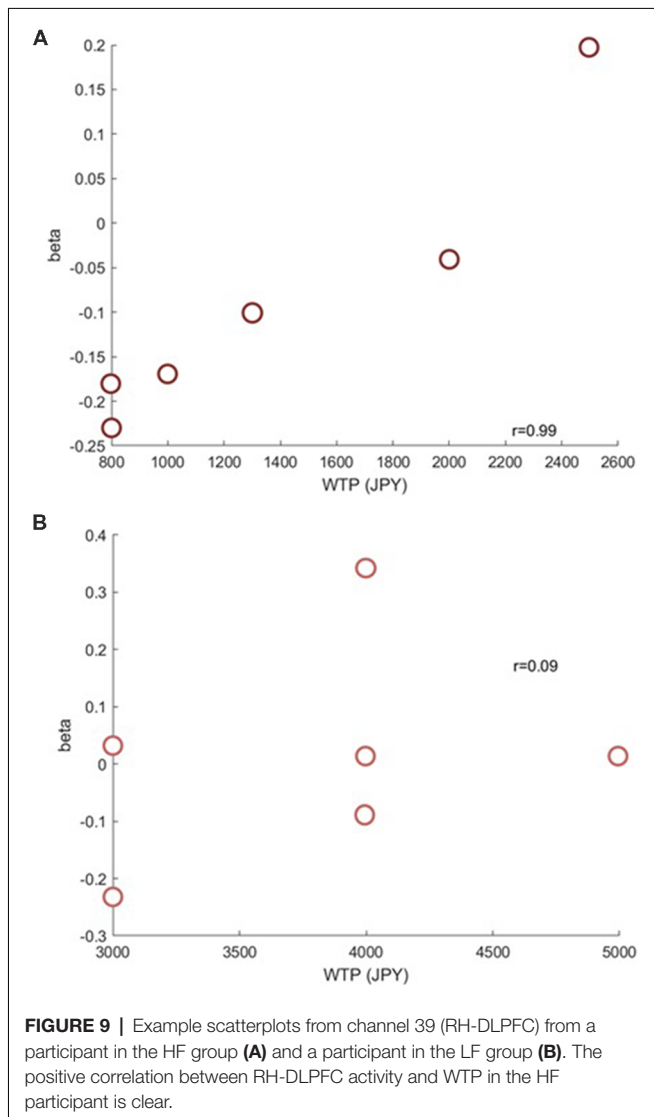 A
0.2
0.15
0.1
0.05
0
-0.05
-0.1
-0.15
-0.2
-0.25
beta
r=0.99
800 1000 1200 1400 1600 1800 2000 2200 2400 2600
WTP (JPY)
B
0.4
0.3
0.2
0.1
0
-0.1
-0.2
-0.3
beta
r=0.09
3000 3500 4000 4500 5000
WTP (JPY)
FIGURE 9 | Example scatterplots from channel 39 (RH-DLPFC) from a
participant in the HF group (A) and a participant in the LF group (B). The
positive correlation between RH-DLPFC activity and WTP in the HF
participant is clear.